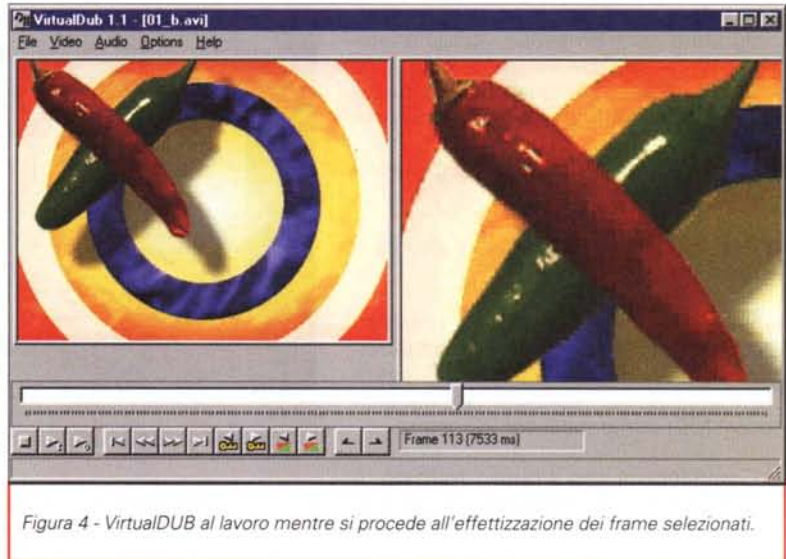 VirtualDub 1.1 - [01_b.avi]
File Video Audio Options Help
Frame 113 (7533 ms)
Figura 4 - VirtualDUB al lavoro mentre si procede all'effettizzazione dei frame selezionati.